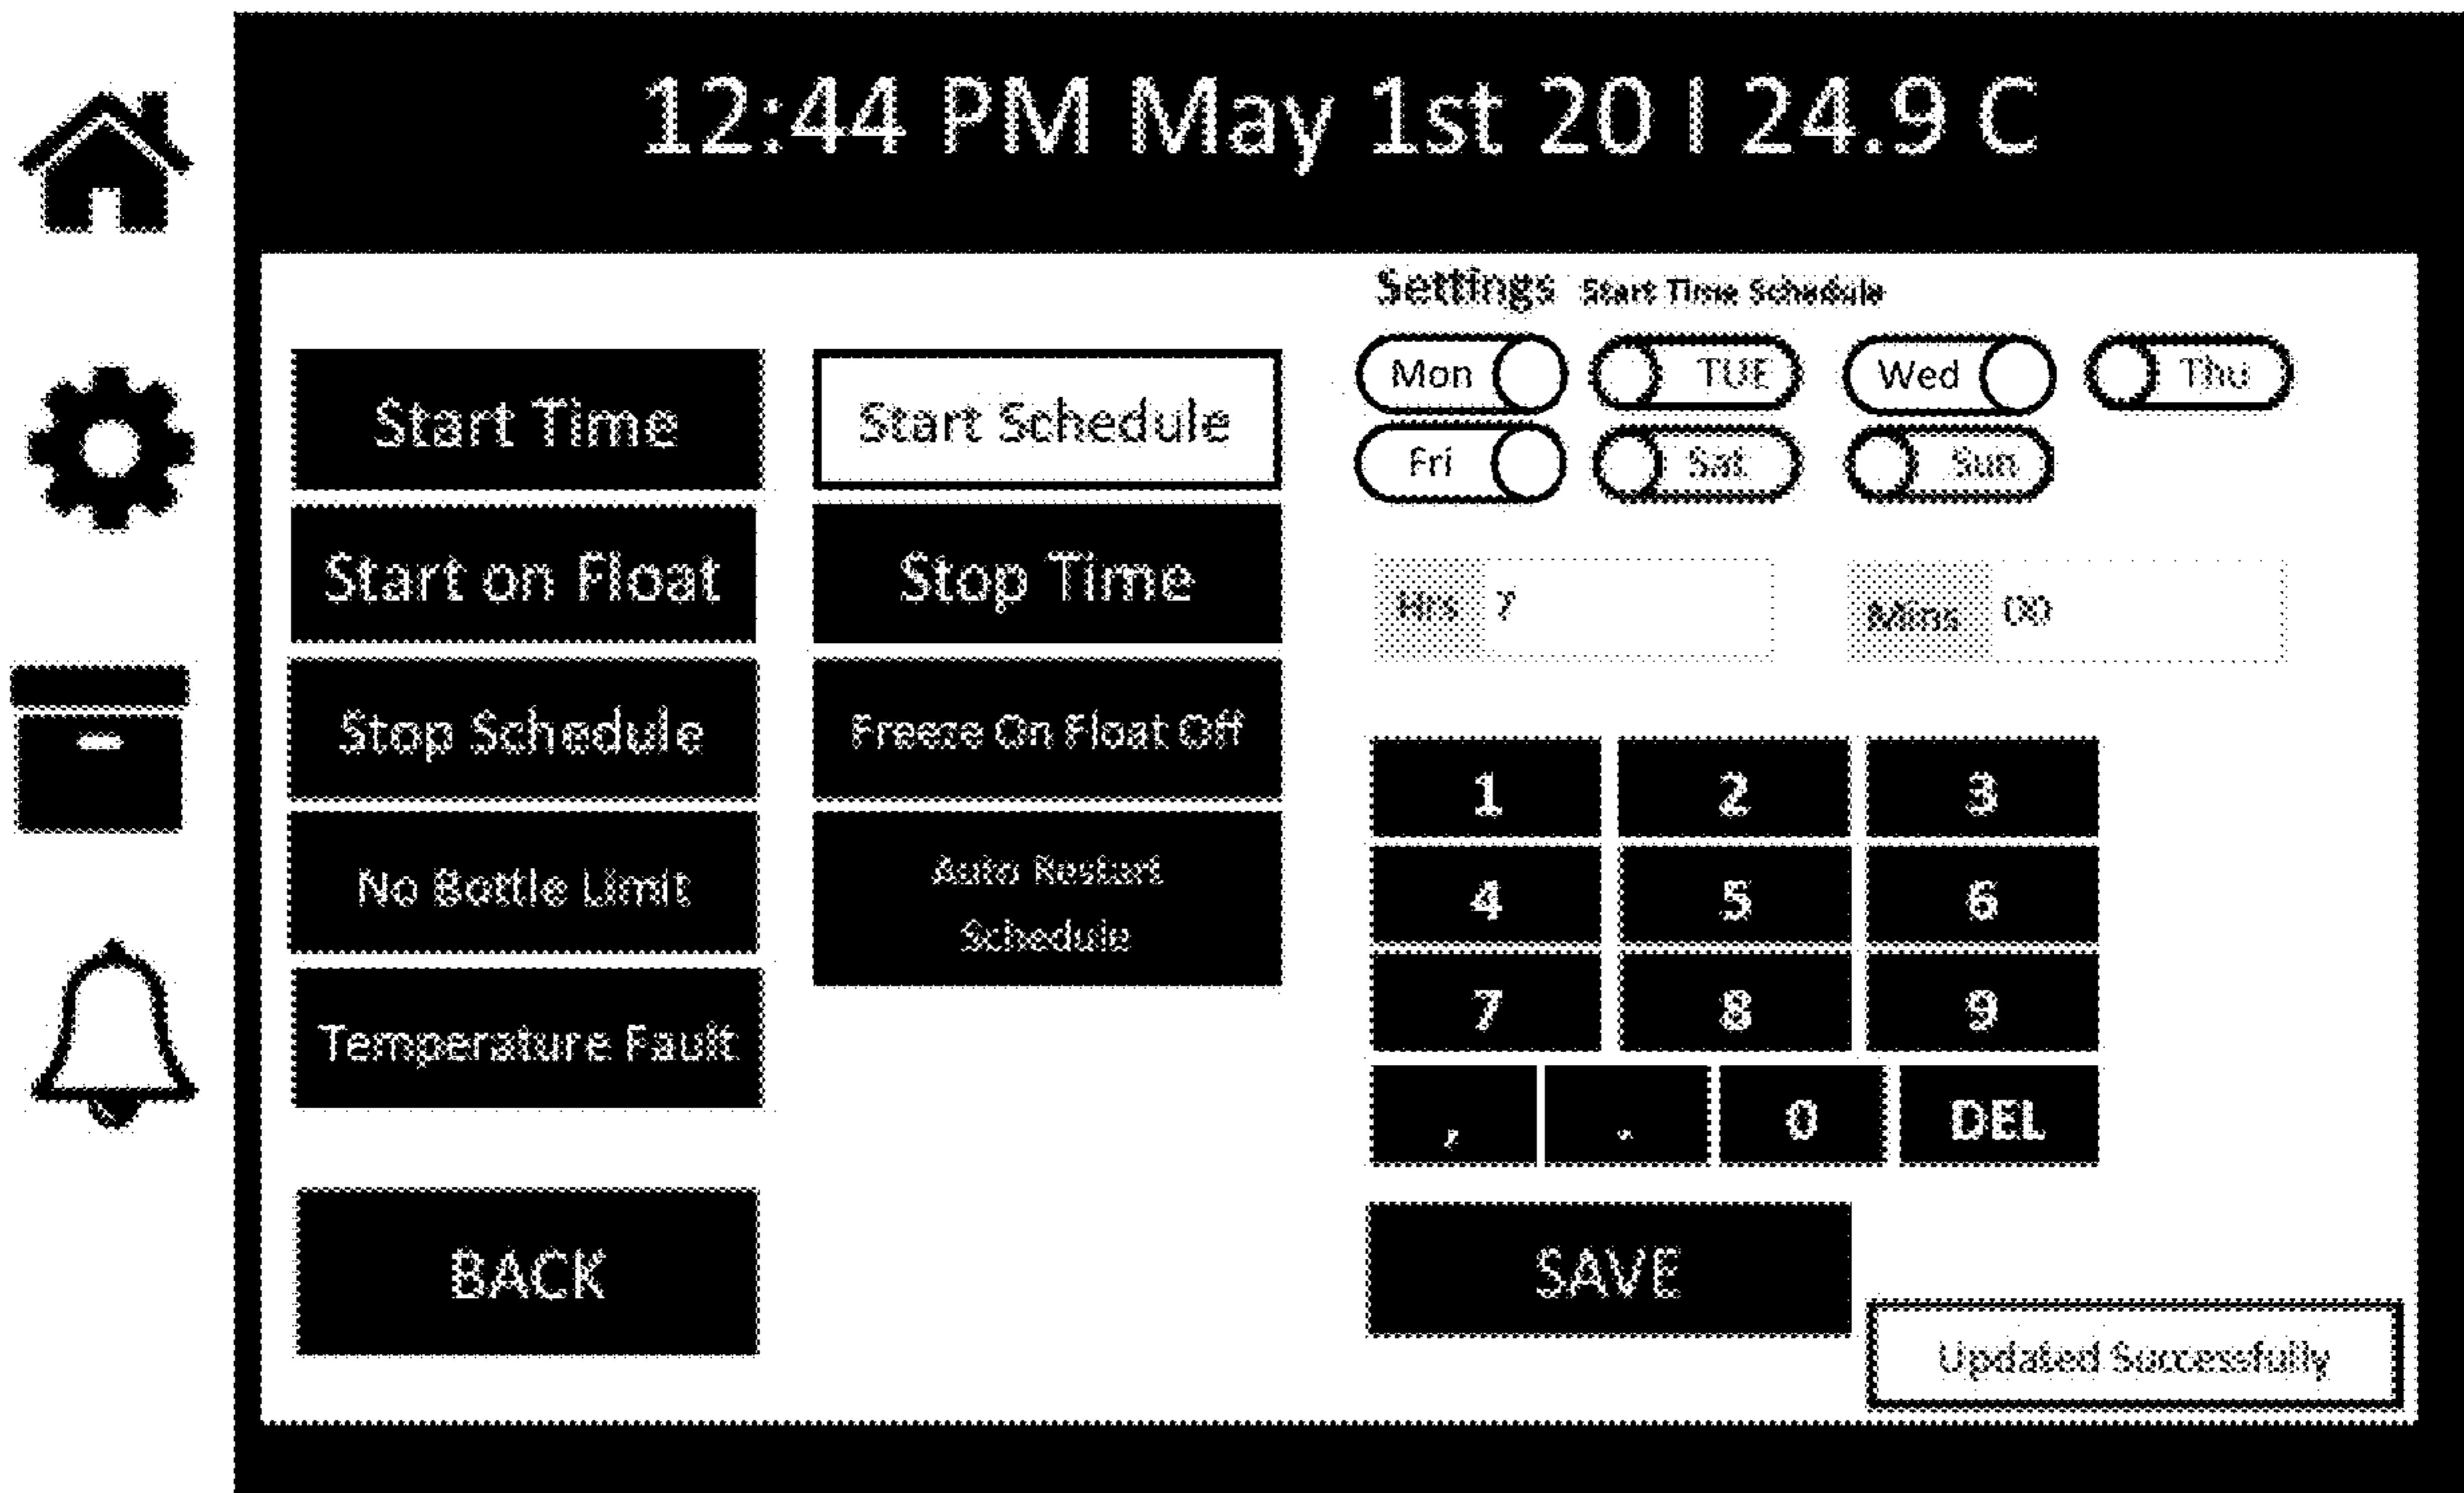 12:44 PM May 1st 20 I 24.9 C
Settings Start Time Schedule
Start Time
Start Schedule
Start on Float
Stop Time
Stop Schedule
Freeze On Float Off
No Bottle Limit
Auto Restart
Schedule
Temperature Fault
BACK
Mon TUE Wed Thu
Fri Sat Sun
Hrs 7 Mins 00
1 2 3
4 5 6
7 8 9
, . 0 DEL
SAVE
Updated Successfully